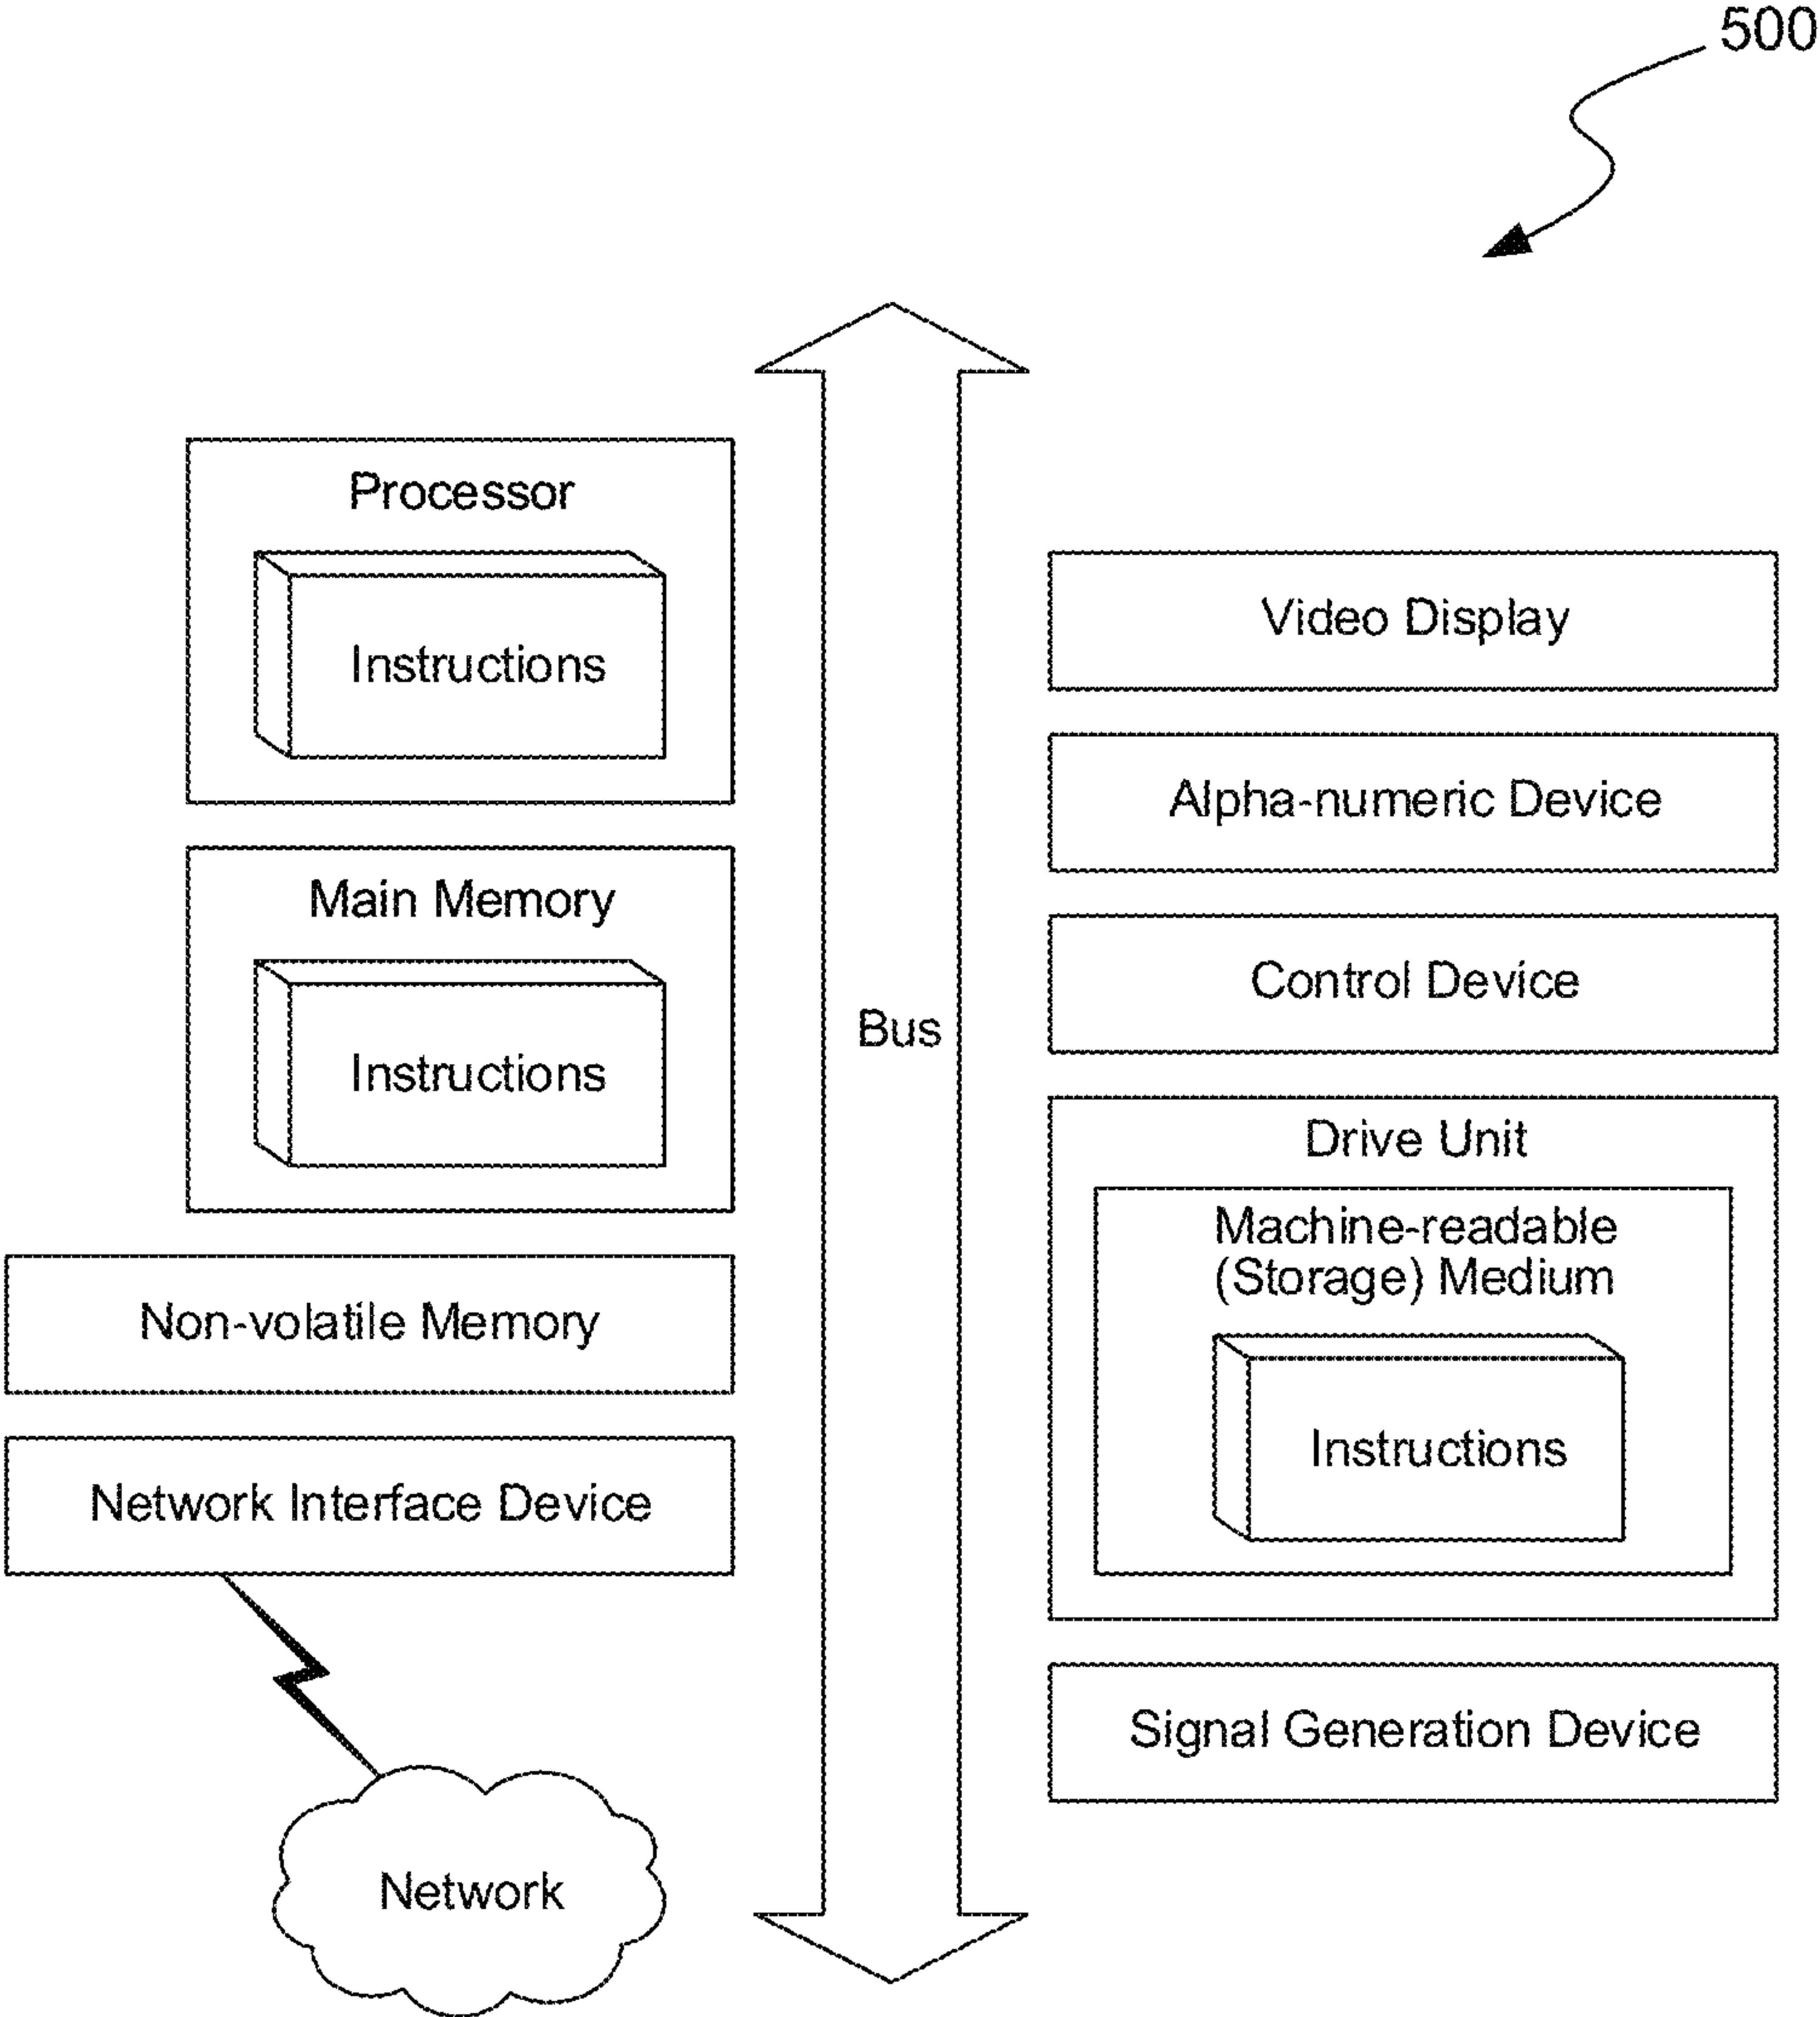 500
Processor
Instructions
Main Memory
Instructions
Non-volatile Memory
Network Interface Device
Network
Bus
Video Display
Alpha-numeric Device
Control Device
Drive Unit
Machine-readable
(Storage) Medium
Instructions
Signal Generation Device